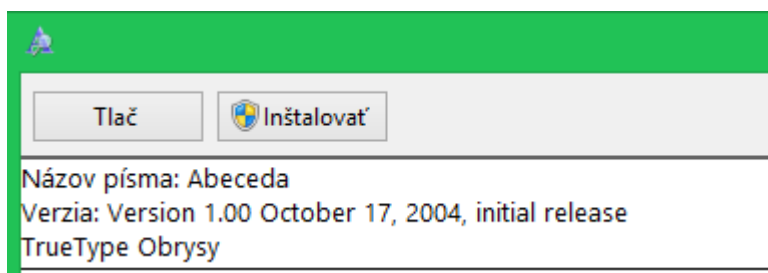 Tlač Inštalovať
Názov písma: Abeceda
Verzia: Version 1.00 October 17, 2004, initial release
TrueType Obrysy